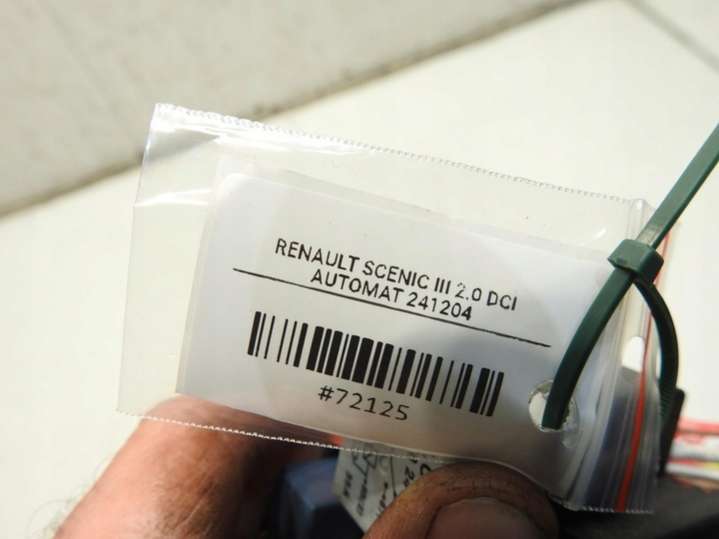 RENAULT SCENIC III 2.0 DCI
AUTOMAT 241204
#72125